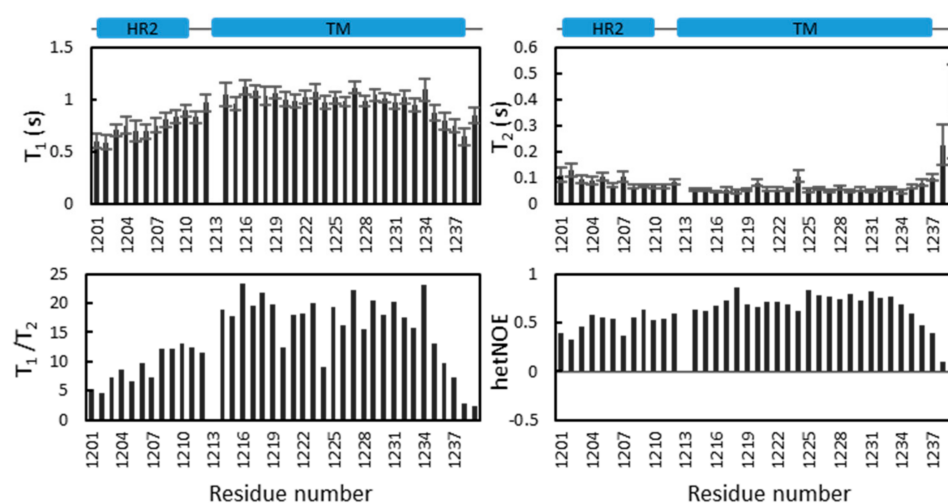 HR2 TM HR2 TM
1.5 1 0.5 0
T1 (s)
1201 1204 1207 1210 1213 1216 1219 1222 1225 1228 1231 1234 1237
0.6 0.5 0.4 0.3 0.2 0.1 0
T2 (s)
1201 1204 1207 1210 1213 1216 1219 1222 1225 1228 1231 1234 1237
25 20 15 10 5 0
T1 /T2
1201 1204 1207 1210 1213 1216 1219 1222 1225 1228 1231 1234 1237
Residue number
1 0.5 0 -0.5
hetNOE
1201 1204 1207 1210 1213 1216 1219 1222 1225 1228 1231 1234 1237
Residue number